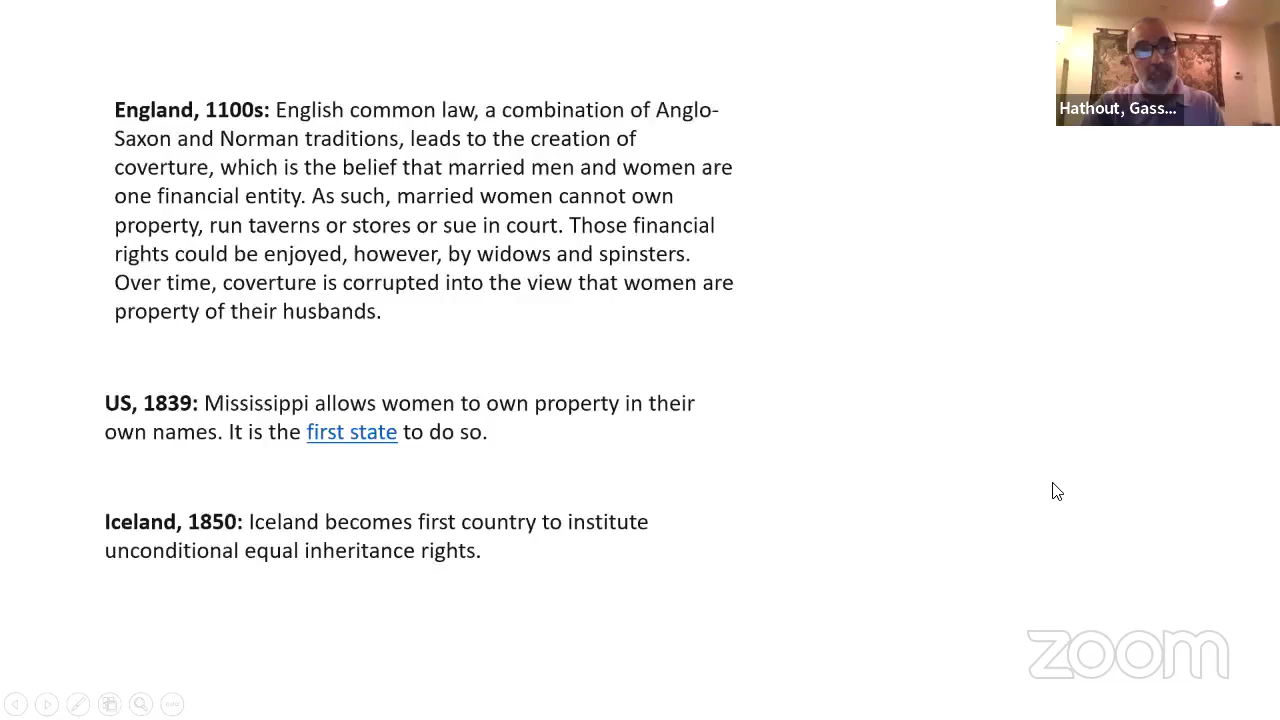 Hathout, Gass...
England, 1100s: English common law, a combination of Anglo-
Saxon and Norman traditions, leads to the creation of
coverture, which is the belief that married men and women are
one financial entity. As such, married women cannot own
property, run taverns or stores or sue in court. Those financial
rights could be enjoyed, however, by widows and spinsters.
Over time, coverture is corrupted into the view that women are
property of their husbands.
US, 1839: Mississippi allows women to own property in their
own names. It is the first state to do so.
Iceland, 1850: Iceland becomes first country to institute
unconditional equal inheritance rights.
zoom